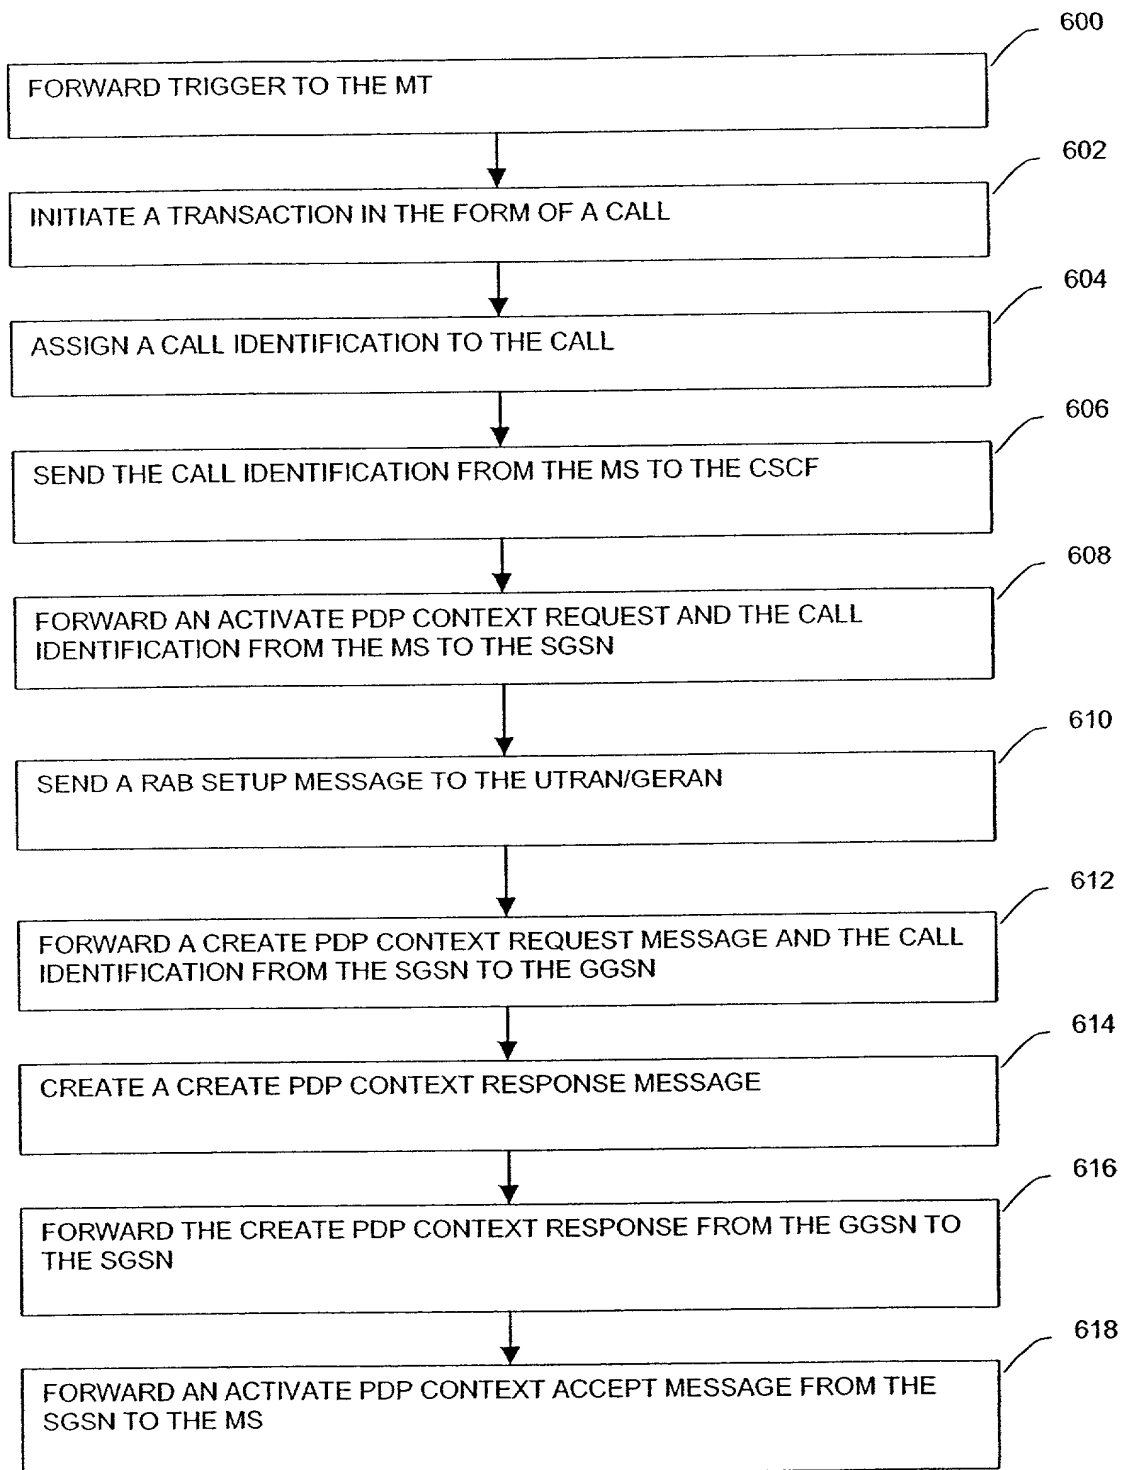 600
FORWARD TRIGGER TO THE MT
602
INITIATE A TRANSACTION IN THE FORM OF A CALL
604
ASSIGN A CALL IDENTIFICATION TO THE CALL
606
SEND THE CALL IDENTIFICATION FROM THE MS TO THE CSCF
608
FORWARD AN ACTIVATE PDP CONTEXT REQUEST AND THE CALL
IDENTIFICATION FROM THE MS TO THE SGSN
610
SEND A RAB SETUP MESSAGE TO THE UTRAN/GERAN
612
FORWARD A CREATE PDP CONTEXT REQUEST MESSAGE AND THE CALL
IDENTIFICATION FROM THE SGSN TO THE GGSN
614
CREATE A CREATE PDP CONTEXT RESPONSE MESSAGE
616
FORWARD THE CREATE PDP CONTEXT RESPONSE FROM THE GGSN TO
THE SGSN
618
FORWARD AN ACTIVATE PDP CONTEXT ACCEPT MESSAGE FROM THE
SGSN TO THE MS